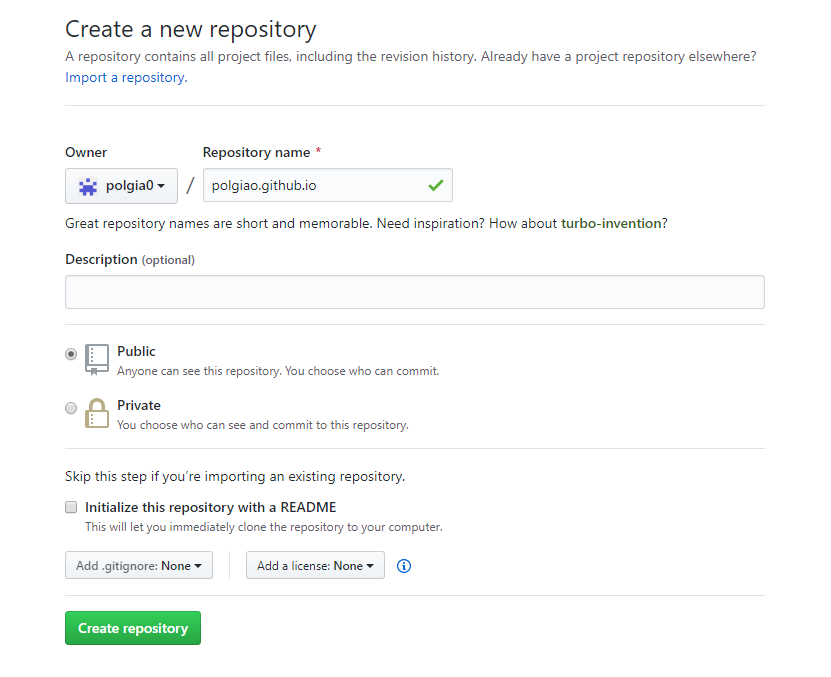 Create a new repository
A repository contains all project files, including the revision history. Already have a project repository elsewhere?
Import a repository.
Owner
Repository name *
polgia0
/
polgiao.github.io
Great repository names are short and memorable. Need inspiration? How about turbo-invention?
Description (optional)
Public
Anyone can see this repository. You choose who can commit.
Private
You choose who can see and commit to this repository.
Skip this step if you’re importing an existing repository.
Initialize this repository with a README
This will let you immediately clone the repository to your computer.
Add .gitignore: None
Add a license: None
Create repository